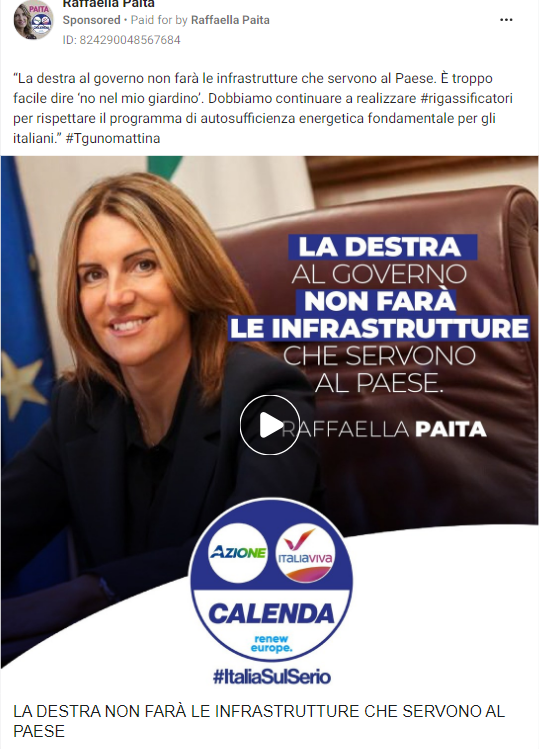 Raffaella Paita
Sponsored • Paid for by Raffaella Paita
PAITA
ID: 824290048567684
“La destra al governo non farà le infrastrutture che servono al Paese. È troppo
facile dire ‘no nel mio giardino’. Dobbiamo continuare a realizzare #rigassificatori
per rispettare il programma di autosufficienza energetica fondamentale per gli
italiani.” #Tgunomattina
LA DESTRA
AL GOVERNO
NON FARÀ
LE INFRASTRUTTURE
CHE SERVONO
AL PAESE.
RAFFAELLA PAITA
AZIONE
ITALIAVIVA
CALENDA
renew
europe.
#ItaliaSulSerio
LA DESTRA NON FARÀ LE INFRASTRUTTURE CHE SERVONO AL
PAESE